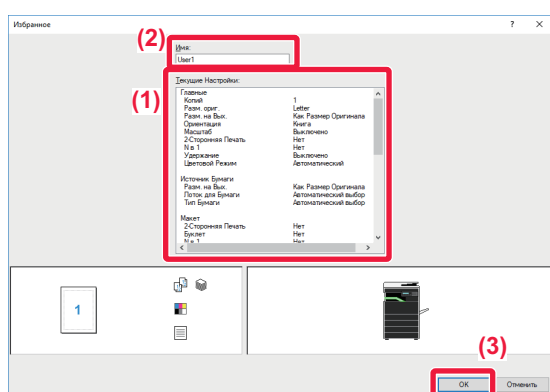 Избранное ? X
(2)
Имя:
User1
(1)
Текущие Настройки:
Главные
Копий 1
Разм. ориг. Letter
Разм. на Вых. Как Размер Оригинала
Ориентация Книга
Масштаб Выключено
2-Сторонняя Печать Нет
N в 1 Нет
Удержание Выключено
Цветовой Режим Автоматический
Источник Бумаги
Разм. на Вых. Как Размер Оригинала
Лоток для Бумаги Автоматический выбор
Тип Бумаги Автоматический выбор
Макет
2-Сторонняя Печать Нет
Буклет Нет
N в 1 Нет
1
(3)
OK Отменить